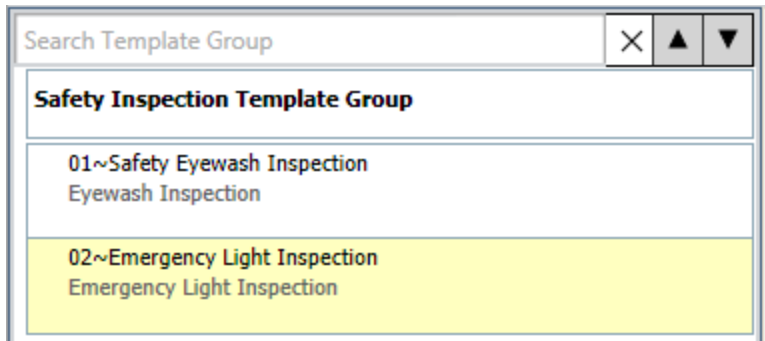 Search Template Group
Safety Inspection Template Group
01~Safety Eyewash Inspection
Eyewash Inspection
02~Emergency Light Inspection
Emergency Light Inspection